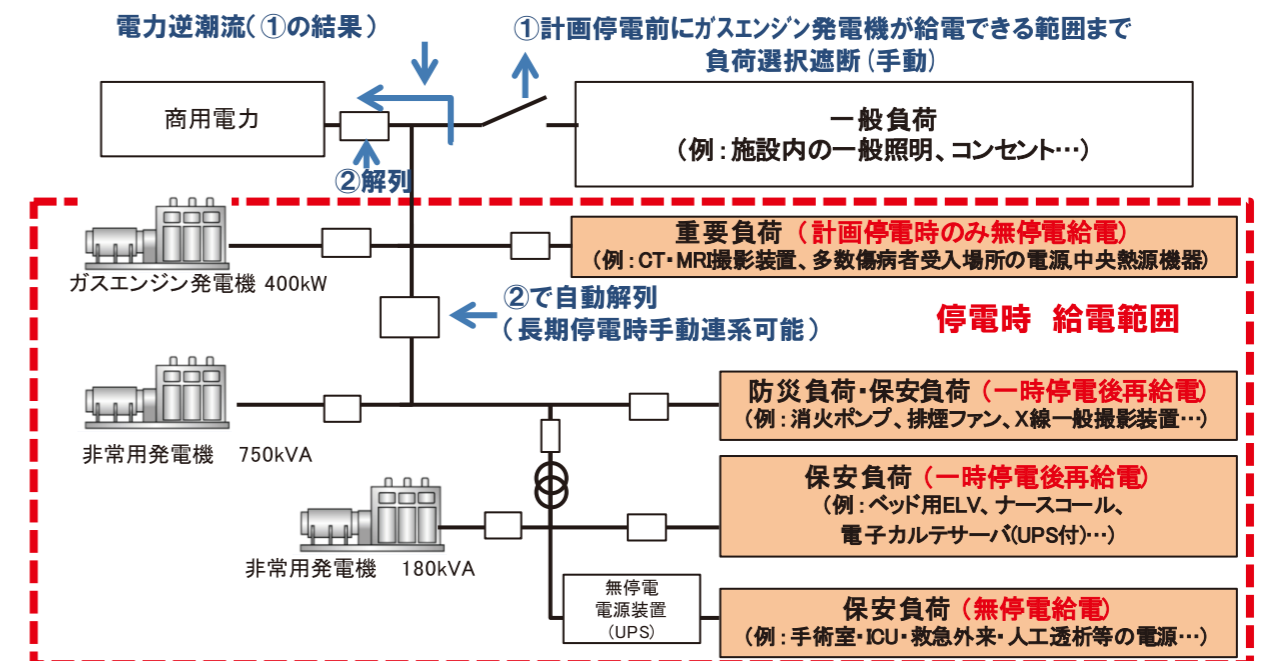 電力逆潮流(①の結果)
①計画停電前にガスエンジン発電機が給電できる範囲まで
負荷選択遮断(手動)
商用電力
一般負荷
(例:施設内の一般照明、コンセント…)
②解列
ガスエンジン発電機 400kW
重要負荷(計画停電時のみ無停電給電)
(例:CT・MRI撮影装置、多数傷病者受入場所の電源,中央熱源機器)
②で自動解列
(長期停電時手動連系可能)
停電時 給電範囲
非常用発電機 750kVA
防災負荷・保安負荷(一時停電後再給電)
(例:消火ポンプ、排煙ファン、X線一般撮影装置…)
保安負荷(一時停電後再給電)
(例:ベッド用ELV、ナースコール、
電子カルテサーバ(UPS付)…)
非常用発電機 180kVA
無停電
電源装置
(UPS)
保安負荷(無停電給電)
(例:手術室・ICU・救急外来・人工透析等の電源…)